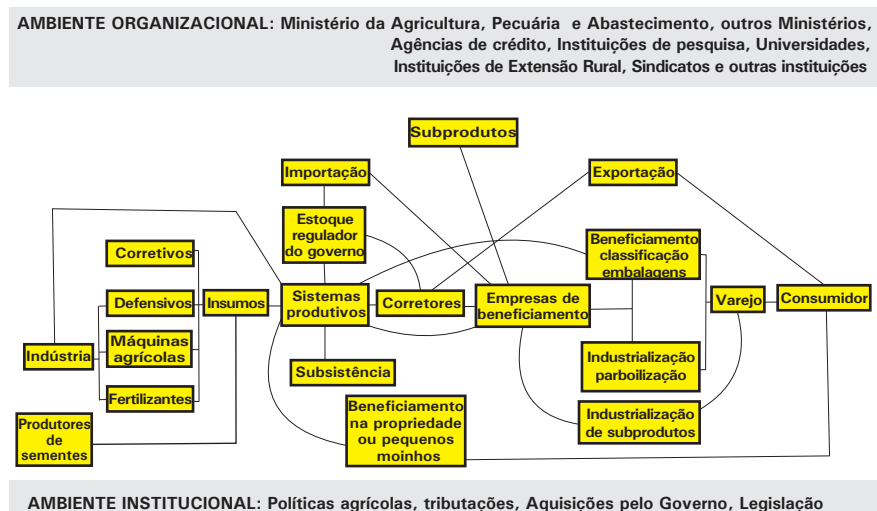 AMBIENTE ORGANIZACIONAL: Ministério da Agricultura, Pecuária e Abastecimento, outros Ministérios,
Agências de crédito, Instituições de pesquisa, Universidades,
Instituições de Extensão Rural, Sindicatos e outras instituições
Subprodutos
Importação
Exportação
Estoque
regulador
do governo
Beneficiamento
classificação
embalagens
Corretivos
Defensivos
Insumos
Sistemas
produtivos
Corretores
Empresas de
beneficiamento
Varejo
Consumidor
Indústria
Máquinas
agrícolas
Subsistência
Industrialização
parboilização
Fertilizantes
Produtores
de
sementes
Beneficiamento
na propriedade
ou pequenos
moinhos
Industrialização
de subprodutos
AMBIENTE INSTITUCIONAL: Políticas agrícolas, tributações, Aquisições pelo Governo, Legislação